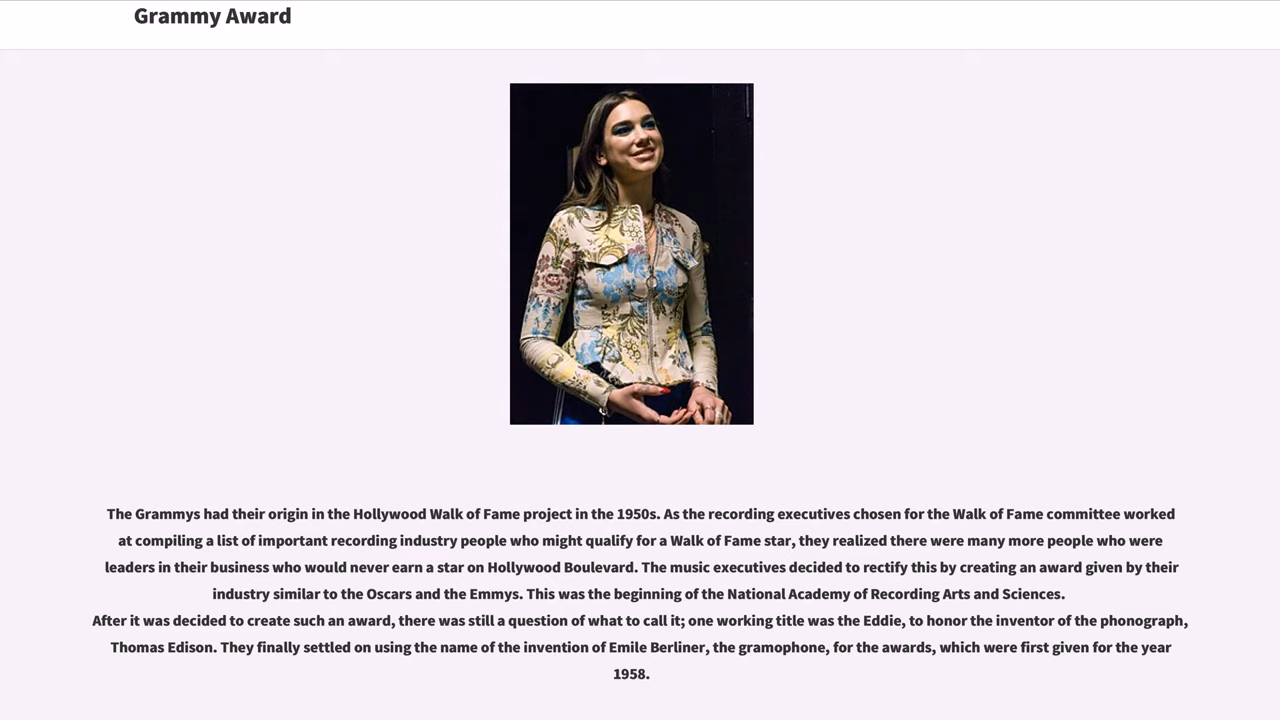 Grammy Award
The Grammys had their origin in the Hollywood Walk of Fame project in the 1950s. As the recording executives chosen for the Walk of Fame committee worked
at compiling a list of important recording industry people who might qualify for a Walk of Fame star, they realized there were many more people who were
leaders in their business who would never earn a star on Hollywood Boulevard. The music executives decided to rectify this by creating an award given by their
industry similar to the Oscars and the Emmys. This was the beginning of the National Academy of Recording Arts and Sciences.
After it was decided to create such an award, there was still a question of what to call it; one working title was the Eddie, to honor the inventor of the phonograph,
Thomas Edison. They finally settled on using the name of the invention of Emile Berliner, the gramophone, for the awards, which were first given for the year
1958.